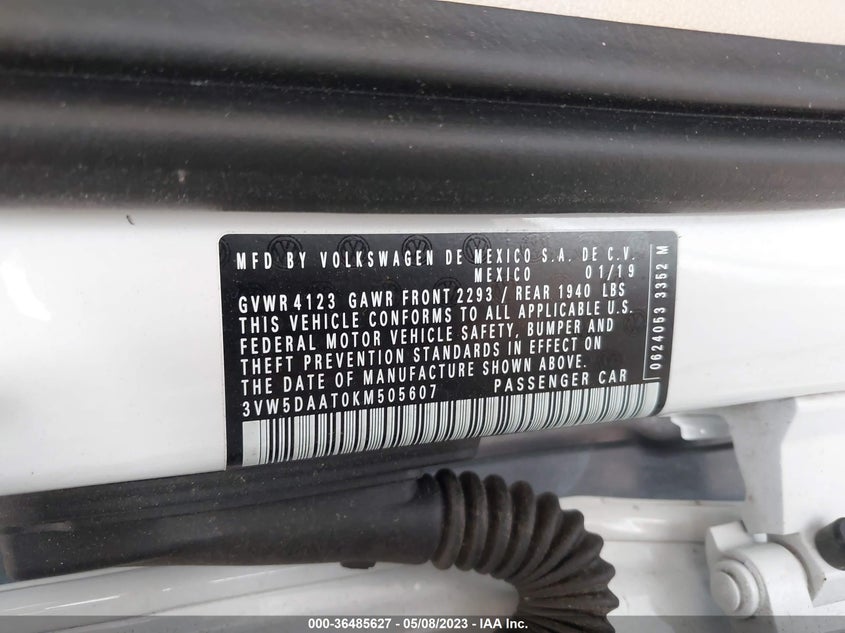 MFD BY VOLKSWAGEN DE MEXICO S.A. DE C.V.
MEXICO 01/19
GVWR 4123 GAWR FRONT 2293 / REAR 1940 LBS
THIS VEHICLE CONFORMS TO ALL APPLICABLE U.S.
FEDERAL MOTOR VEHICLE SAFETY, BUMPER AND
THEFT PREVENTION STANDARDS IN EFFECT ON
THE DATE OF MANUFACTURE SHOWN ABOVE.
3VW5DAAT0KM505607 PASSENGER CAR
0624053 3352 M
000-36485627 - 05/08/2023 - IAA Inc.